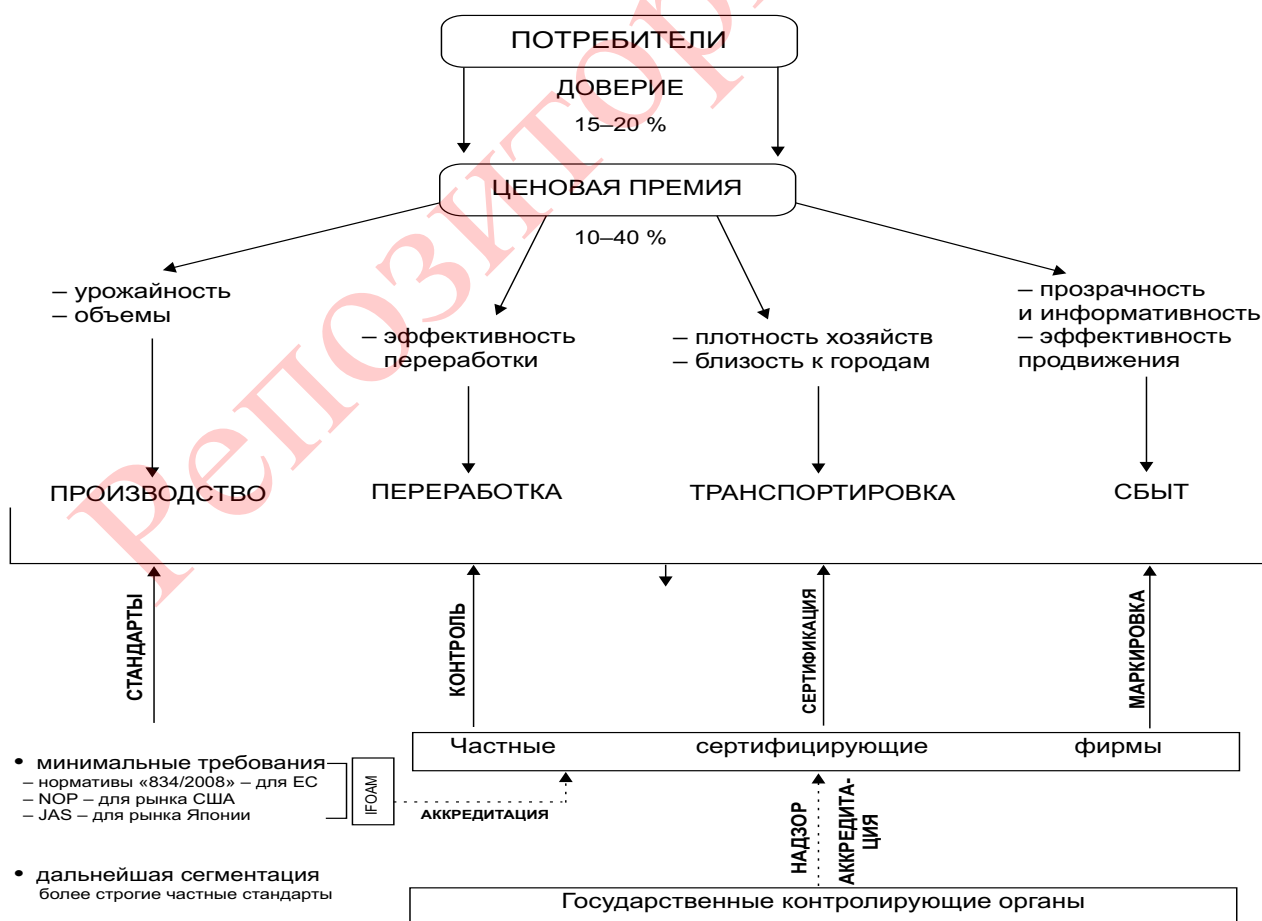 ПОТРЕБИТЕЛИ
ДОВЕРИЕ
15–20 %
ЦЕНОВАЯ ПРЕМИЯ
10–40 %
– урожайность
– объемы
– эффективность
переработки
– плотность хозяйств
– близость к городам
– прозрачность
и информативность
– эффективность
продвижения
ПРОИЗВОДСТВО
ПЕРЕРАБОТКА
ТРАНСПОРТИРОВКА
СБЫТ
СТАНДАРТЫ
КОНТРОЛЬ
СЕРТИФИКАЦИЯ
МАРКИРОВКА
Частные сертифицирующие фирмы
• минимальные требования
– нормативы «834/2008» – для ЕС
– NOP – для рынка США
– JAS – для рынка Японии
IFOAM
АККРЕДИТАЦИЯ
НАДЗОР
АККРЕДИТА-
ЦИЯ
• дальнейшая сегментация
более строгие частные стандарты
Государственные контролирующие органы
Репозитор